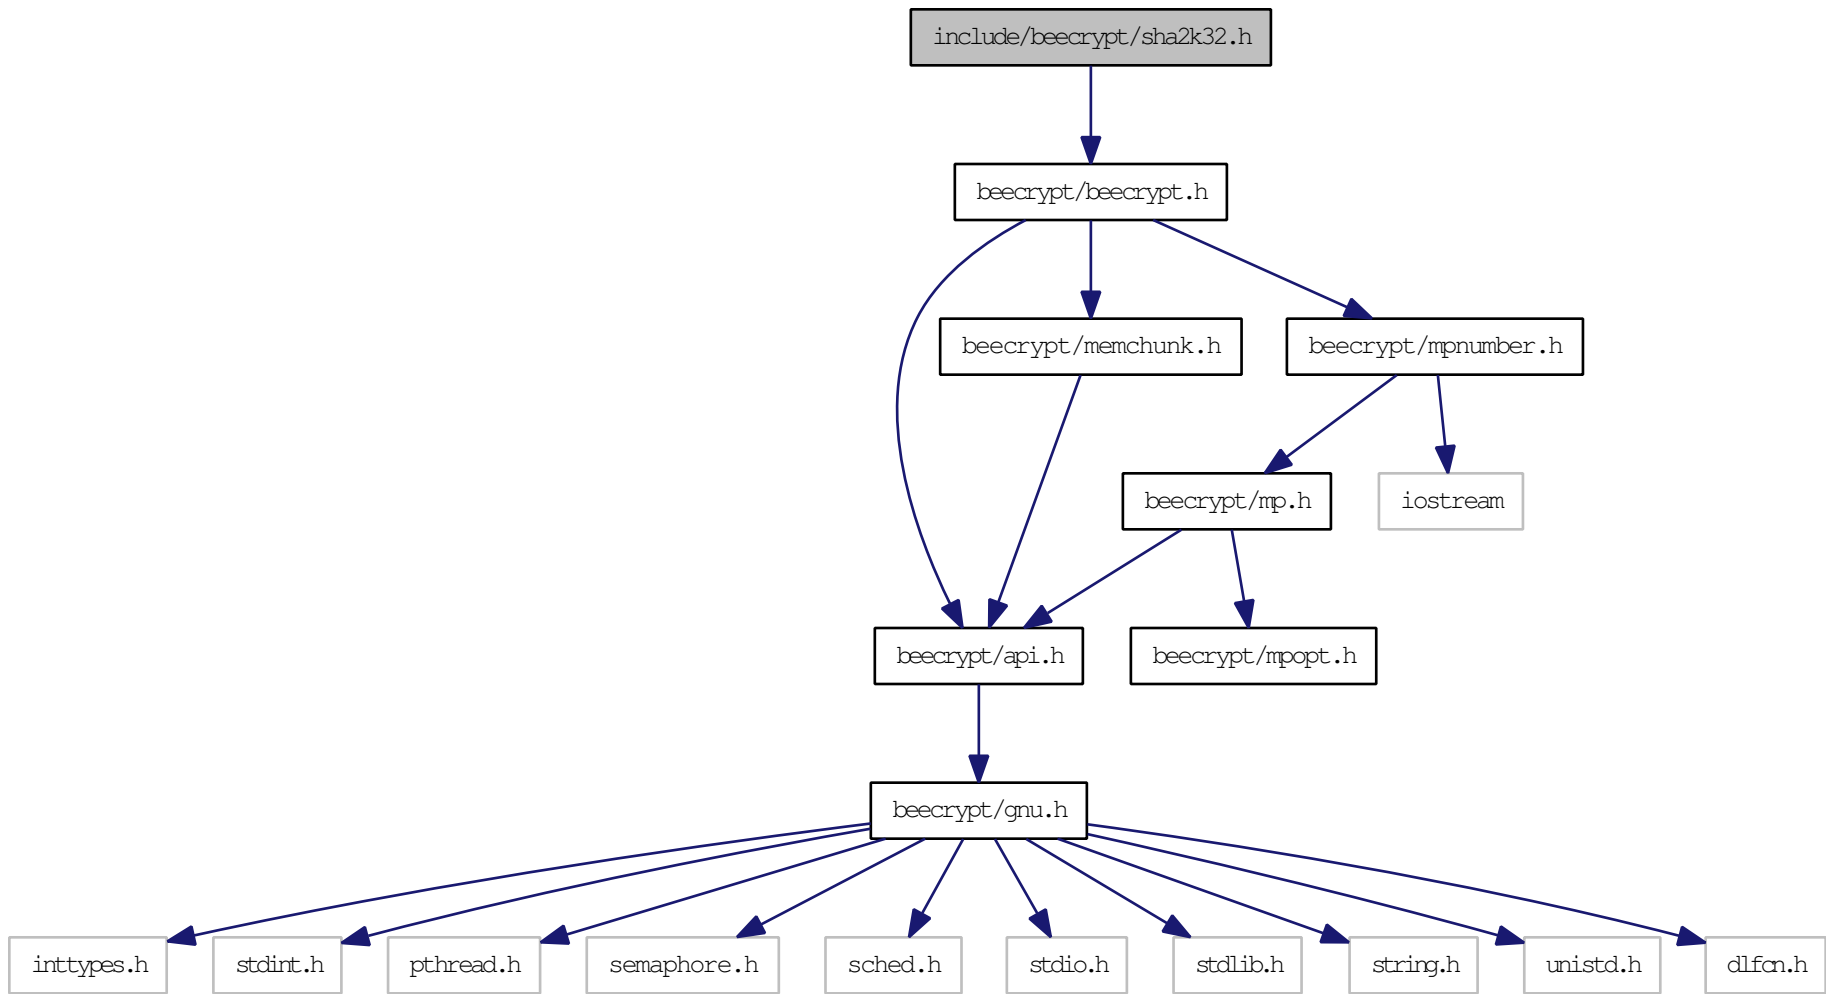 include/beecrypt/sha2k32.h
beecrypt/beecrypt.h
beecrypt/memchunk.h
beecrypt/mpnumber.h
beecrypt/mp.h
iostream
beecrypt/api.h
beecrypt/mpopt.h
beecrypt/gnu.h
inttypes.h
stdint.h
pthread.h
semaphore.h
sched.h
stdio.h
stdlib.h
string.h
unistd.h
dlfcn.h